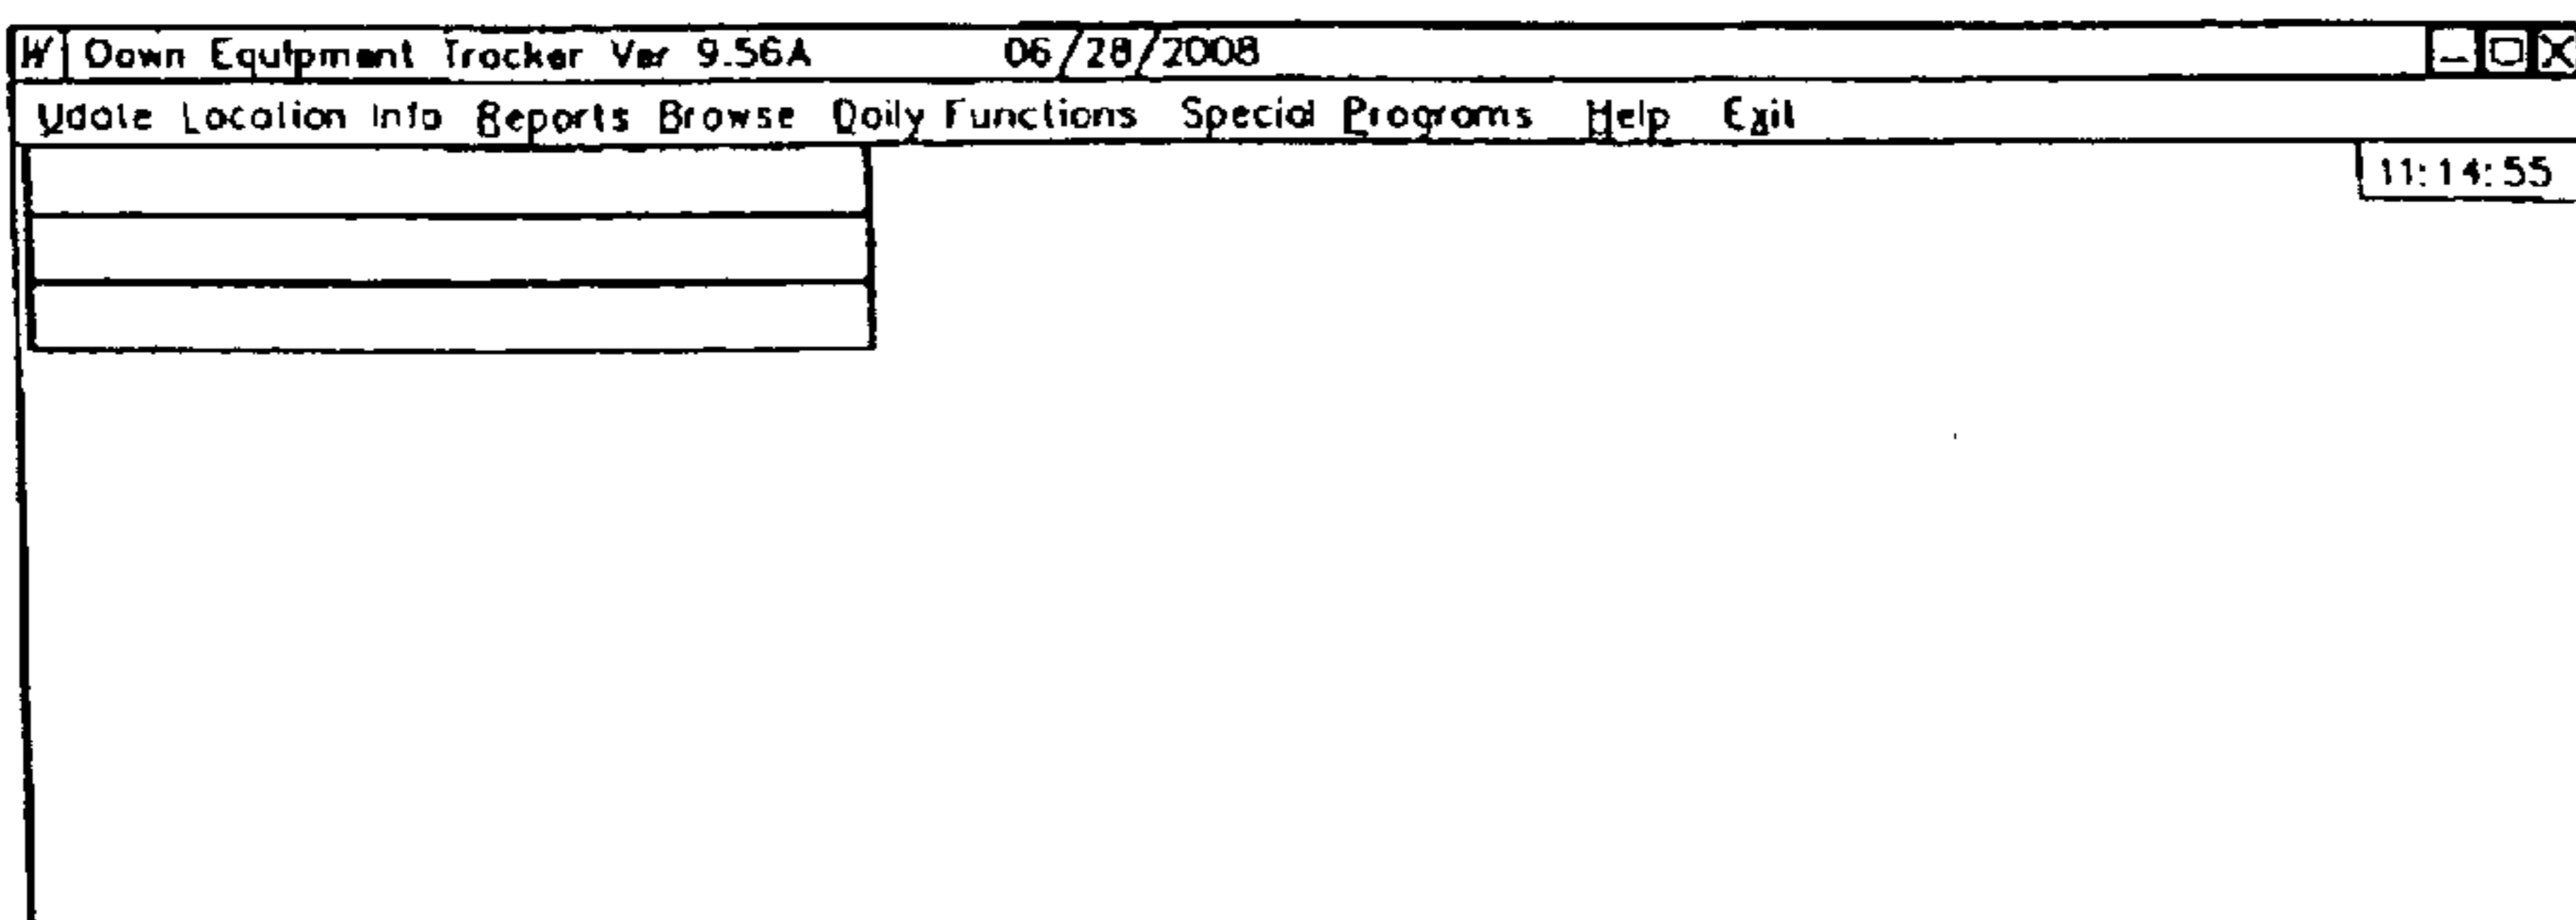 W Down Equipment Tracker Ver 9.56A 06/28/2008
Udate Location Info Reports Browse Daily Functions Special Programs Help Exit
11:14:55